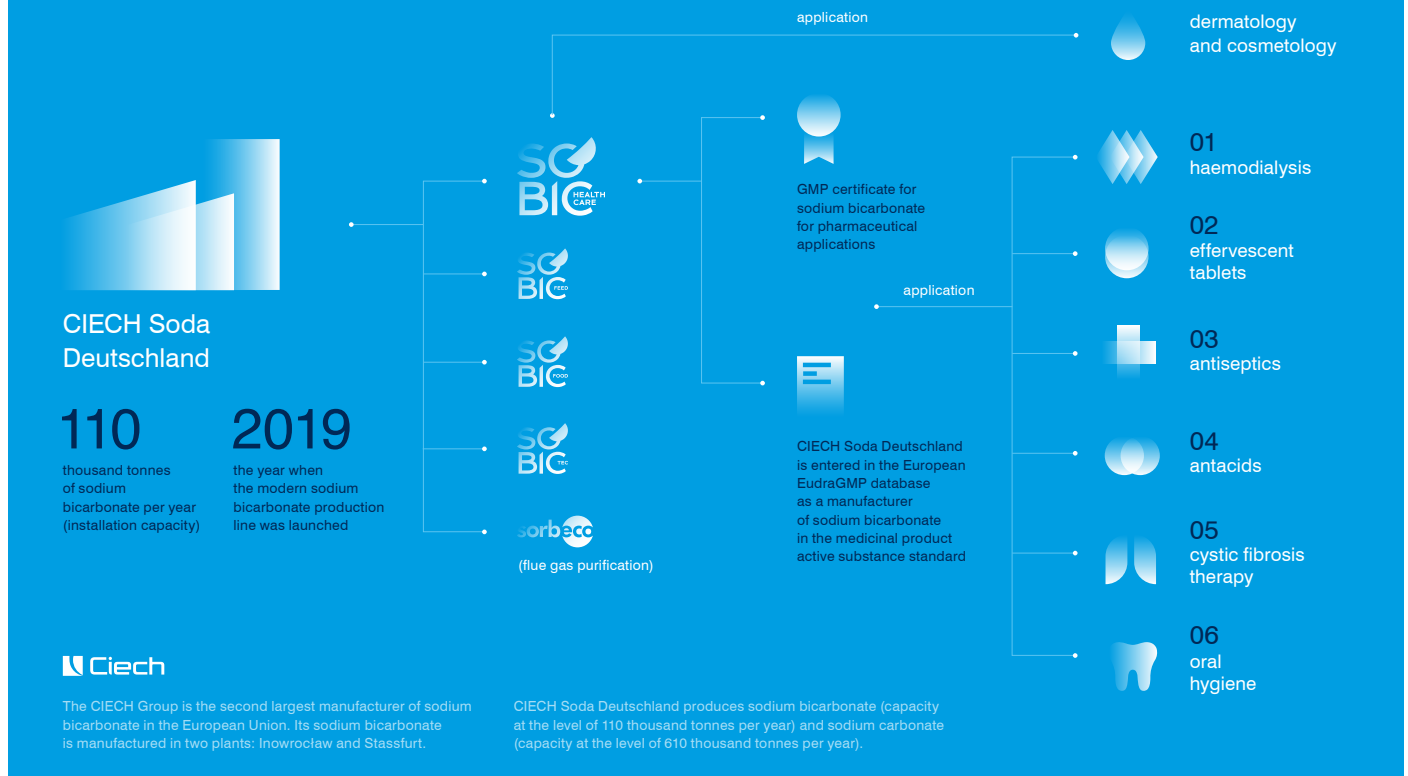 application
dermatology
and cosmetology
SO
BIC
HEALTH
CARE
GMP certificate for
sodium bicarbonate
for pharmaceutical
applications
01
haemodialysis
02
effervescent
tablets
SO
BIC
FEED
application
CIECH Soda
Deutschland
03
antiseptics
SO
BIC
FOOD
110
thousand tonnes
of sodium
bicarbonate per year
(installation capacity)
2019
the year when
the modern sodium
bicarbonate production
line was launched
SO
BIC
TEC
CIECH Soda Deutschland
is entered in the European
EudraGMP database
as a manufacturer
of sodium bicarbonate
in the medicinal product
active substance standard
04
antacids
sorbeco
(flue gas purification)
05
cystic fibrosis
therapy
06
oral
hygiene
Ciech
The CIECH Group is the second largest manufacturer of sodium
bicarbonate in the European Union. Its sodium bicarbonate
is manufactured in two plants: Inowrocław and Stassfurt.
CIECH Soda Deutschland produces sodium bicarbonate (capacity
at the level of 110 thousand tonnes per year) and sodium carbonate
(capacity at the level of 610 thousand tonnes per year).